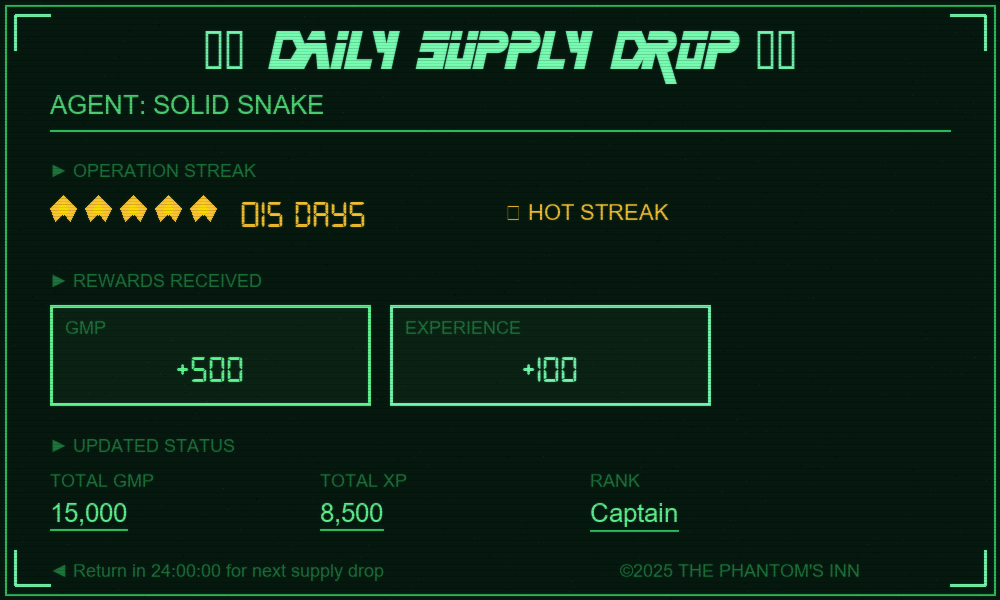 DAILY SUPPLY DROP
AGENT: SOLID SNAKE
► OPERATION STREAK
015 DAYS
HOT STREAK
► REWARDS RECEIVED
GMP
+500
EXPERIENCE
+100
► UPDATED STATUS
TOTAL GMP
15,000
TOTAL XP
8,500
RANK
Captain
◄ Return in 24:00:00 for next supply drop
©2025 THE PHANTOM'S INN